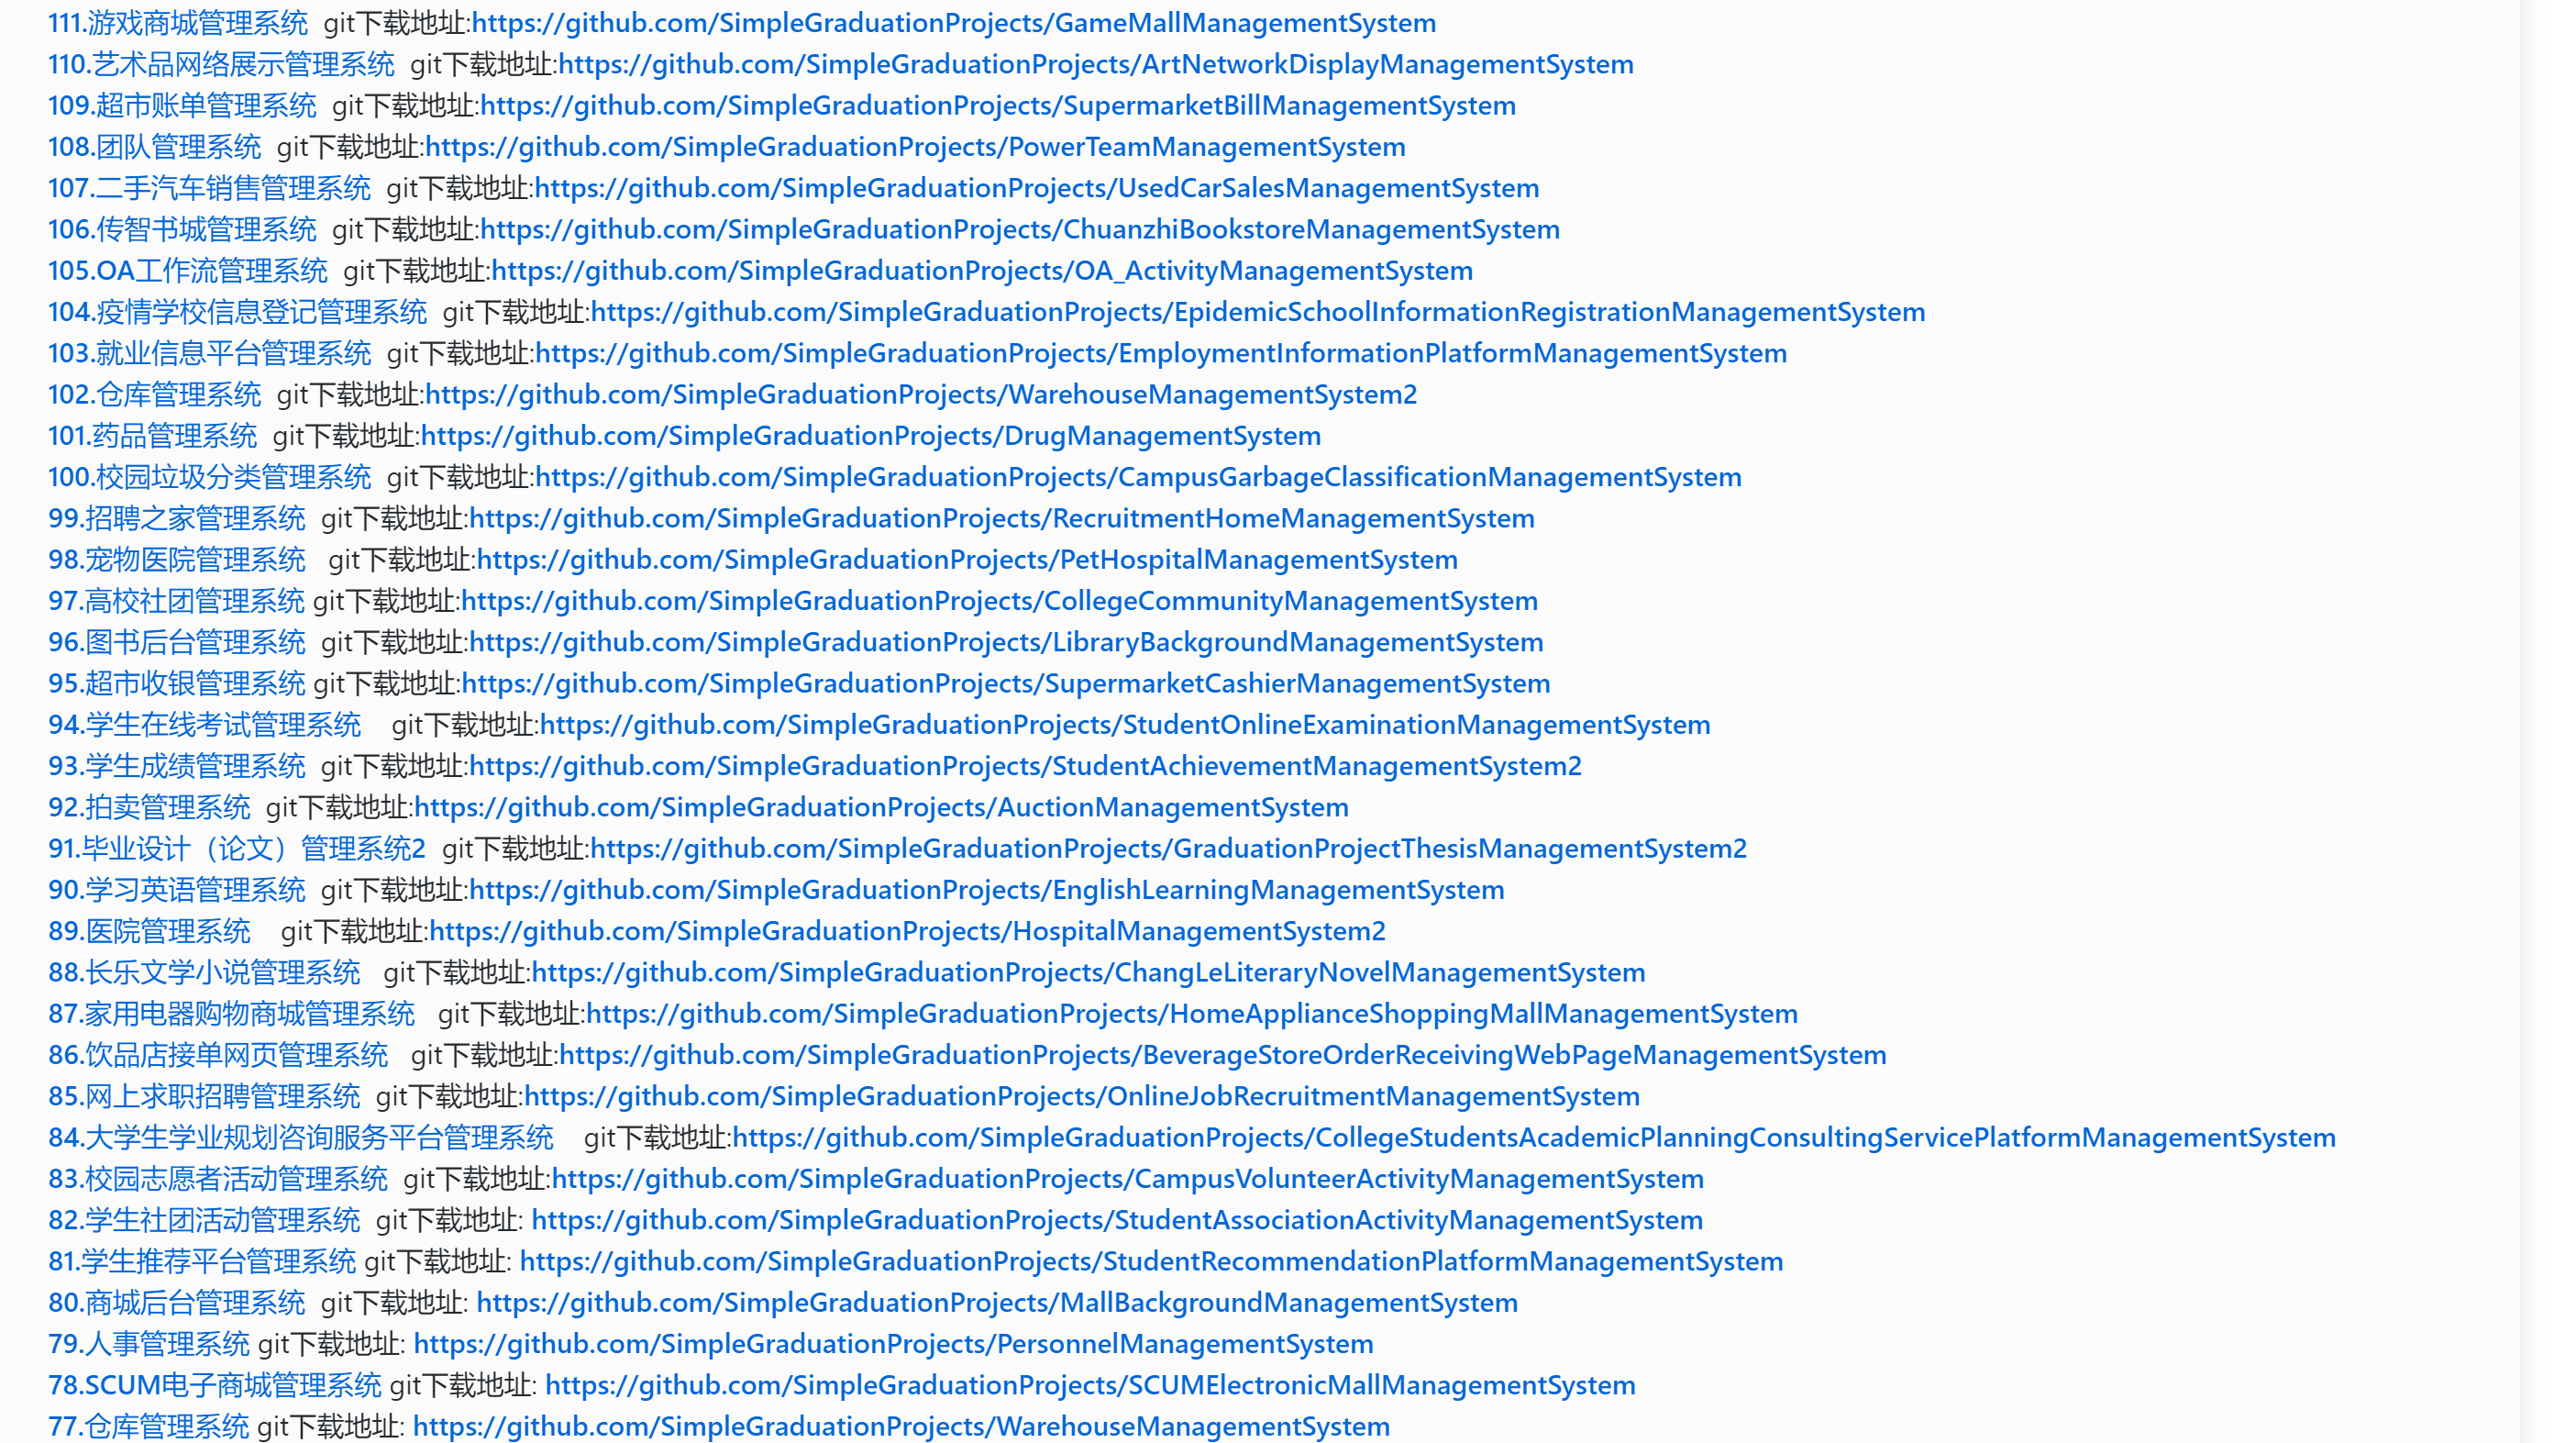 111.游戏商城管理系统 git下载地址:https://github.com/SimpleGraduationProjects/GameMallManagementSystem
110.艺术品网络展示管理系统 git下载地址:https://github.com/SimpleGraduationProjects/ArtNetworkDisplayManagementSystem
109.超市账单管理系统 git下载地址:https://github.com/SimpleGraduationProjects/SupermarketBillManagementSystem
108.团队管理系统 git下载地址:https://github.com/SimpleGraduationProjects/PowerTeamManagementSystem
107.二手汽车销售管理系统 git下载地址:https://github.com/SimpleGraduationProjects/UsedCarSalesManagementSystem
106.传智书城管理系统 git下载地址:https://github.com/SimpleGraduationProjects/ChuanzhiBookstoreManagementSystem
105.OA工作流管理系统 git下载地址:https://github.com/SimpleGraduationProjects/OA_ActivityManagementSystem
104.疫情学校信息登记管理系统 git下载地址:https://github.com/SimpleGraduationProjects/EpidemicSchoolInformationRegistrationManagementSystem
103.就业信息平台管理系统 git下载地址:https://github.com/SimpleGraduationProjects/EmploymentInformationPlatformManagementSystem
102.仓库管理系统 git下载地址:https://github.com/SimpleGraduationProjects/WarehouseManagementSystem2
101.药品管理系统 git下载地址:https://github.com/SimpleGraduationProjects/DrugManagementSystem
100.校园垃圾分类管理系统 git下载地址:https://github.com/SimpleGraduationProjects/CampusGarbageClassificationManagementSystem
99.招聘之家管理系统 git下载地址:https://github.com/SimpleGraduationProjects/RecruitmentHomeManagementSystem
98.宠物医院管理系统 git下载地址:https://github.com/SimpleGraduationProjects/PetHospitalManagementSystem
97.高校社团管理系统 git下载地址:https://github.com/SimpleGraduationProjects/CollegeCommunityManagementSystem
96.图书后台管理系统 git下载地址:https://github.com/SimpleGraduationProjects/LibraryBackgroundManagementSystem
95.超市收银管理系统 git下载地址:https://github.com/SimpleGraduationProjects/SupermarketCashierManagementSystem
94.学生在线考试管理系统 git下载地址:https://github.com/SimpleGraduationProjects/StudentOnlineExaminationManagementSystem
93.学生成绩管理系统 git下载地址:https://github.com/SimpleGraduationProjects/StudentAchievementManagementSystem2
92.拍卖管理系统 git下载地址:https://github.com/SimpleGraduationProjects/AuctionManagementSystem
91.毕业设计（论文）管理系统2 git下载地址:https://github.com/SimpleGraduationProjects/GraduationProjectThesisManagementSystem2
90.学习英语管理系统 git下载地址:https://github.com/SimpleGraduationProjects/EnglishLearningManagementSystem
89.医院管理系统 git下载地址:https://github.com/SimpleGraduationProjects/HospitalManagementSystem2
88.长乐文学小说管理系统 git下载地址:https://github.com/SimpleGraduationProjects/ChangLeLiteraryNovelManagementSystem
87.家用电器购物商城管理系统 git下载地址:https://github.com/SimpleGraduationProjects/HomeApplianceShoppingMallManagementSystem
86.饮品店接单网页管理系统 git下载地址:https://github.com/SimpleGraduationProjects/BeverageStoreOrderReceivingWebPageManagementSystem
85.网上求职招聘管理系统 git下载地址:https://github.com/SimpleGraduationProjects/OnlineJobRecruitmentManagementSystem
84.大学生学业规划咨询服务平台管理系统 git下载地址:https://github.com/SimpleGraduationProjects/CollegeStudentsAcademicPlanningConsultingServicePlatformManagementSystem
83.校园志愿者活动管理系统 git下载地址:https://github.com/SimpleGraduationProjects/CampusVolunteerActivityManagementSystem
82.学生社团活动管理系统 git下载地址: https://github.com/SimpleGraduationProjects/StudentAssociationActivityManagementSystem
81.学生推荐平台管理系统 git下载地址: https://github.com/SimpleGraduationProjects/StudentRecommendationPlatformManagementSystem
80.商城后台管理系统 git下载地址: https://github.com/SimpleGraduationProjects/MallBackgroundManagementSystem
79.人事管理系统 git下载地址: https://github.com/SimpleGraduationProjects/PersonnelManagementSystem
78.SCUM电子商城管理系统 git下载地址: https://github.com/SimpleGraduationProjects/SCUMElectronicMallManagementSystem
77.仓库管理系统 git下载地址: https://github.com/SimpleGraduationProjects/WarehouseManagementSystem